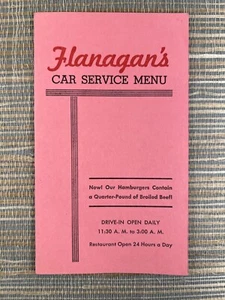 Flanagan's
CAR SERVICE MENU
Now! Our Hamburgers Contain
a Quarter-Pound of Broiled Beef!
DRIVE-IN OPEN DAILY
11:30 A. M. to 3:00 A. M.
Restaurant Open 24 Hours a Day